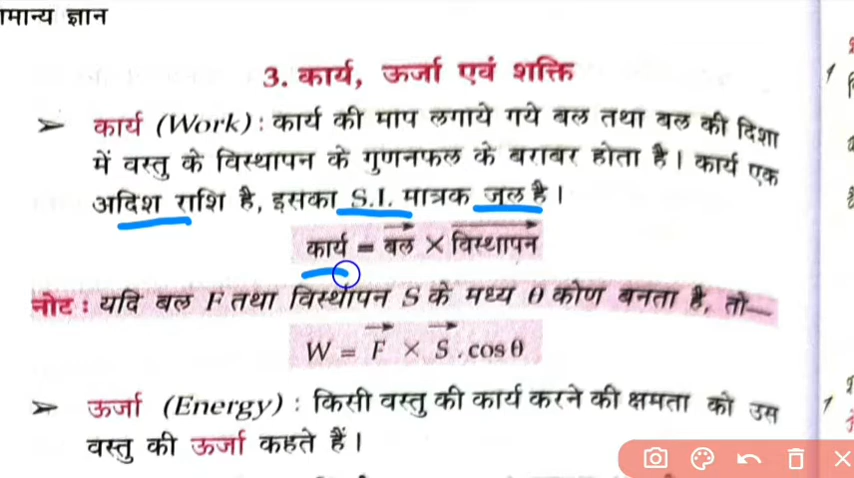 मान्य ज्ञान
3. कार्य, ऊर्जा एवं शक्ति
➢ कार्य (Work) : कार्य की माप लगाये गये बल तथा बल की दिशा
में वस्तु के विस्थापन के गुणनफल के बराबर होता है। कार्य एक
अदिश राशि है, इसका S.I. मात्रक जूल है।
कार्य = बल × विस्थापन
नोट : यदि बल F तथा विस्थापन S के मध्य θ कोण बनता है, तो—
W = F × S . cos θ
➢ ऊर्जा (Energy) : किसी वस्तु की कार्य करने की क्षमता को उस
वस्तु की ऊर्जा कहते हैं।